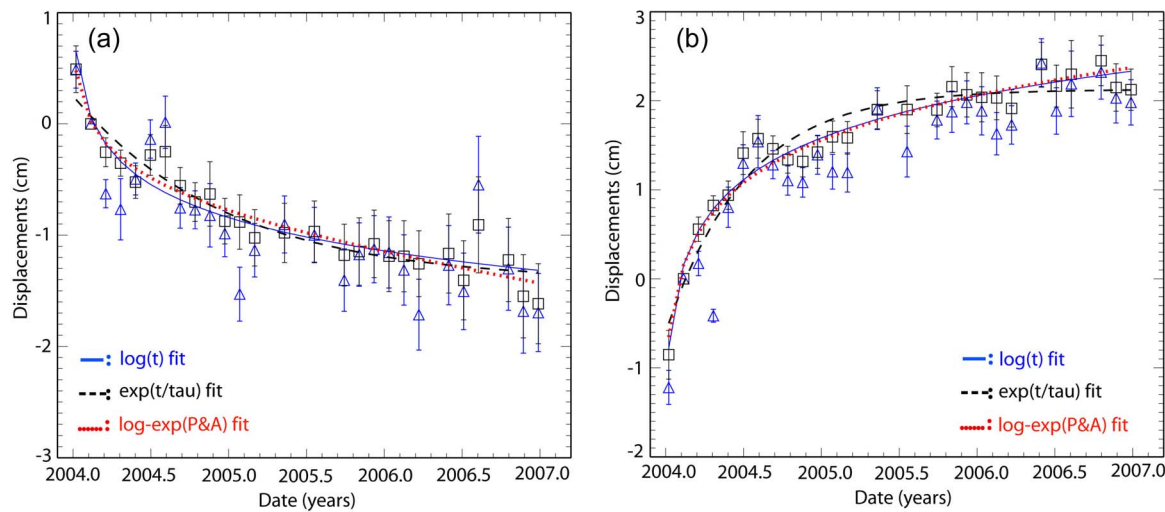 (a)
Displacements (cm)
1
0
-1
-2
-3
log(t) fit
exp(t/tau) fit
log-exp(P&A) fit
2004.0 2004.5 2005.0 2005.5 2006.0 2006.5 2007.0
Date (years)
(b)
Displacements (cm)
3
2
1
0
-1
-2
log(t) fit
exp(t/tau) fit
log-exp(P&A) fit
2004.0 2004.5 2005.0 2005.5 2006.0 2006.5 2007.0
Date (years)